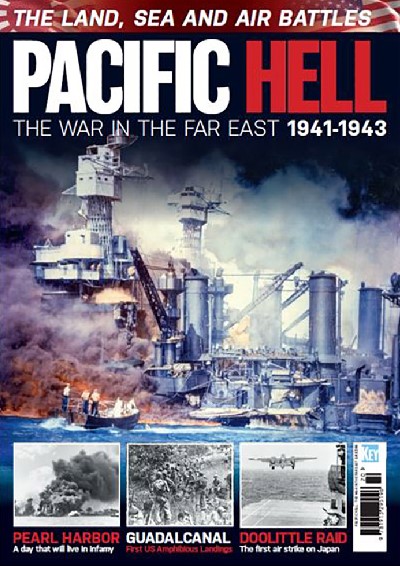 THE LAND, SEA AND AIR BATTLES
PACIFIC HELL
THE WAR IN THE FAR EAST 1941-1943
KEY
PEARL HARBOR
A day that will live in Infamy
GUADALCANAL
First US Amphibious Landings
DOOLITTLE RAID
The first air strike on Japan